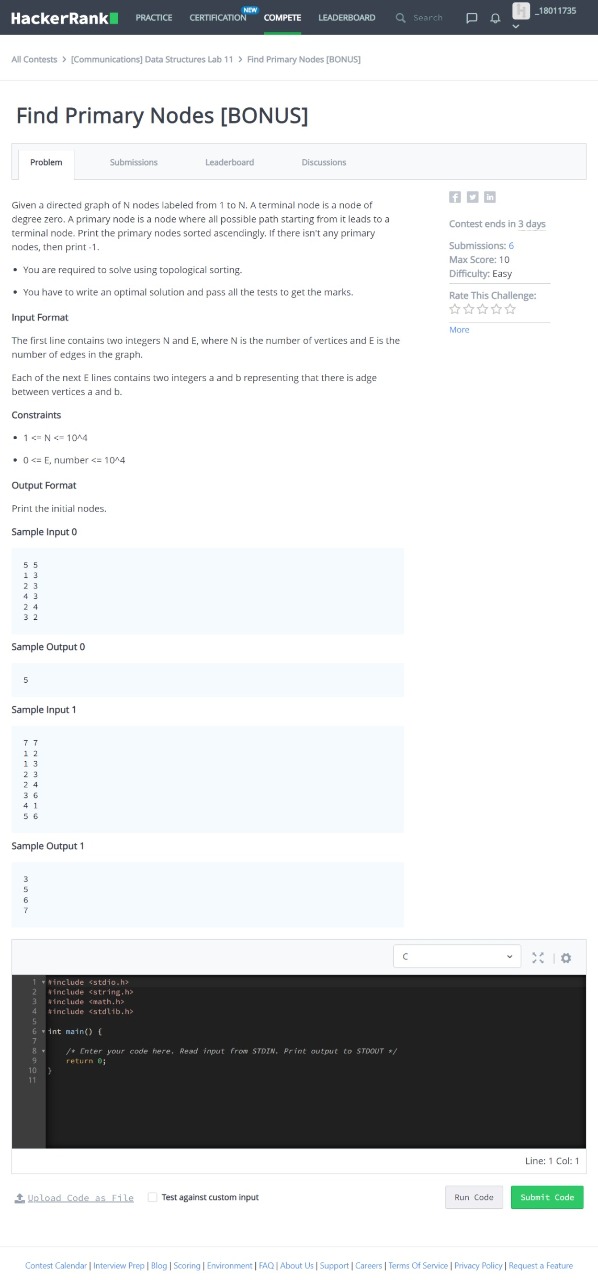 HackerRank PRACTICE CERTIFICATION NEW COMPETE LEADERBOARD Search H _18011735
All Contests > [Communications] Data Structures Lab 11 > Find Primary Nodes [BONUS]
Find Primary Nodes [BONUS]
Problem Submissions Leaderboard Discussions
Given a directed graph of N nodes labeled from 1 to N. A terminal node is a node of
degree zero. A primary node is a node where all possible path starting from it leads to a
terminal node. Print the primary nodes sorted ascendingly. If there isn't any primary
nodes, then print -1.
• You are required to solve using topological sorting.
• You have to write an optimal solution and pass all the tests to get the marks.
Input Format
The first line contains two integers N and E, where N is the number of vertices and E is the
number of edges in the graph.
Each of the next E lines contains two integers a and b representing that there is adge
between vertices a and b.
Constraints
• 1 <= N <= 10^4
• 0 <= E, number <= 10^4
Output Format
Print the initial nodes.
Sample Input 0
5 5
1 3
2 3
4 3
2 4
3 2
Sample Output 0
5
Sample Input 1
7 7
1 2
1 3
2 3
2 4
3 6
4 1
5 6
Sample Output 1
3
5
6
7
f in
Contest ends in 3 days
Submissions: 6
Max Score: 10
Difficulty: Easy
Rate This Challenge:
More
C
1 #include <stdio.h>
2 #include <string.h>
3 #include <math.h>
4 #include <stdlib.h>
5
6 int main() {
7
8 /* Enter your code here. Read input from STDIN. Print output to STDOUT */
9 return 0;
10 }
11
Line: 1 Col: 1
Upload Code as File Test against custom input Run Code Submit Code
Contest Calendar | Interview Prep | Blog | Scoring | Environment | FAQ | About Us | Support | Careers | Terms Of Service | Privacy Policy | Request a Feature